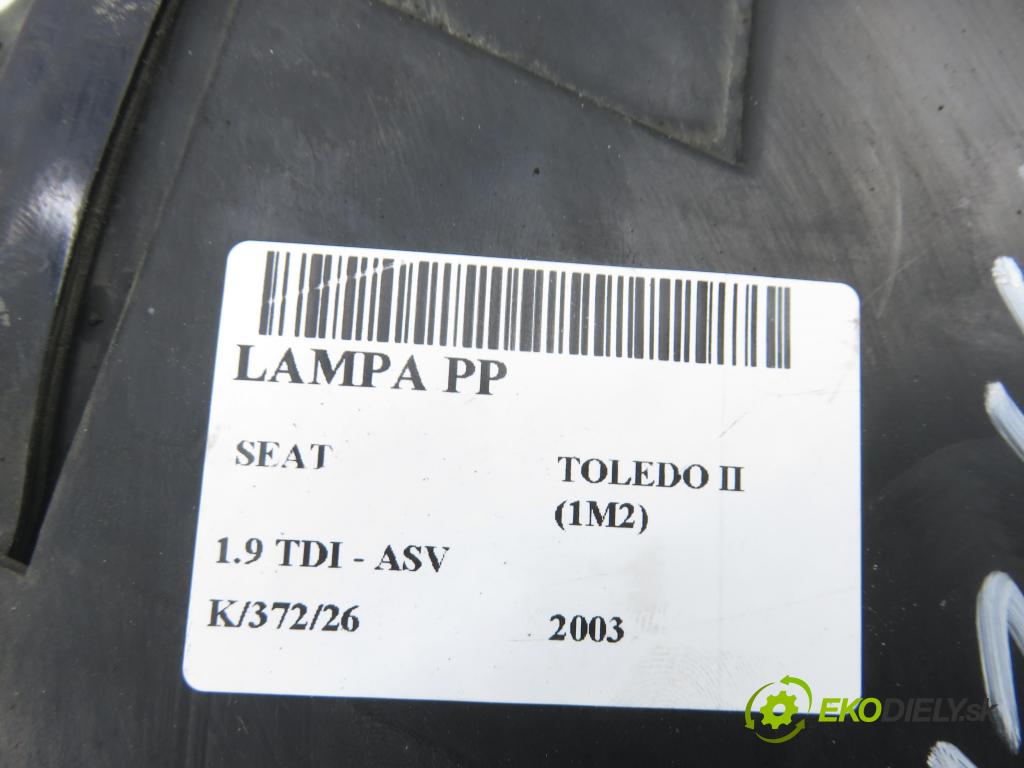 LAMPA PP
SEAT
TOLEDO II
(1M2)
1.9 TDI - ASV
K/372/26
2003
EKODIELY.sk